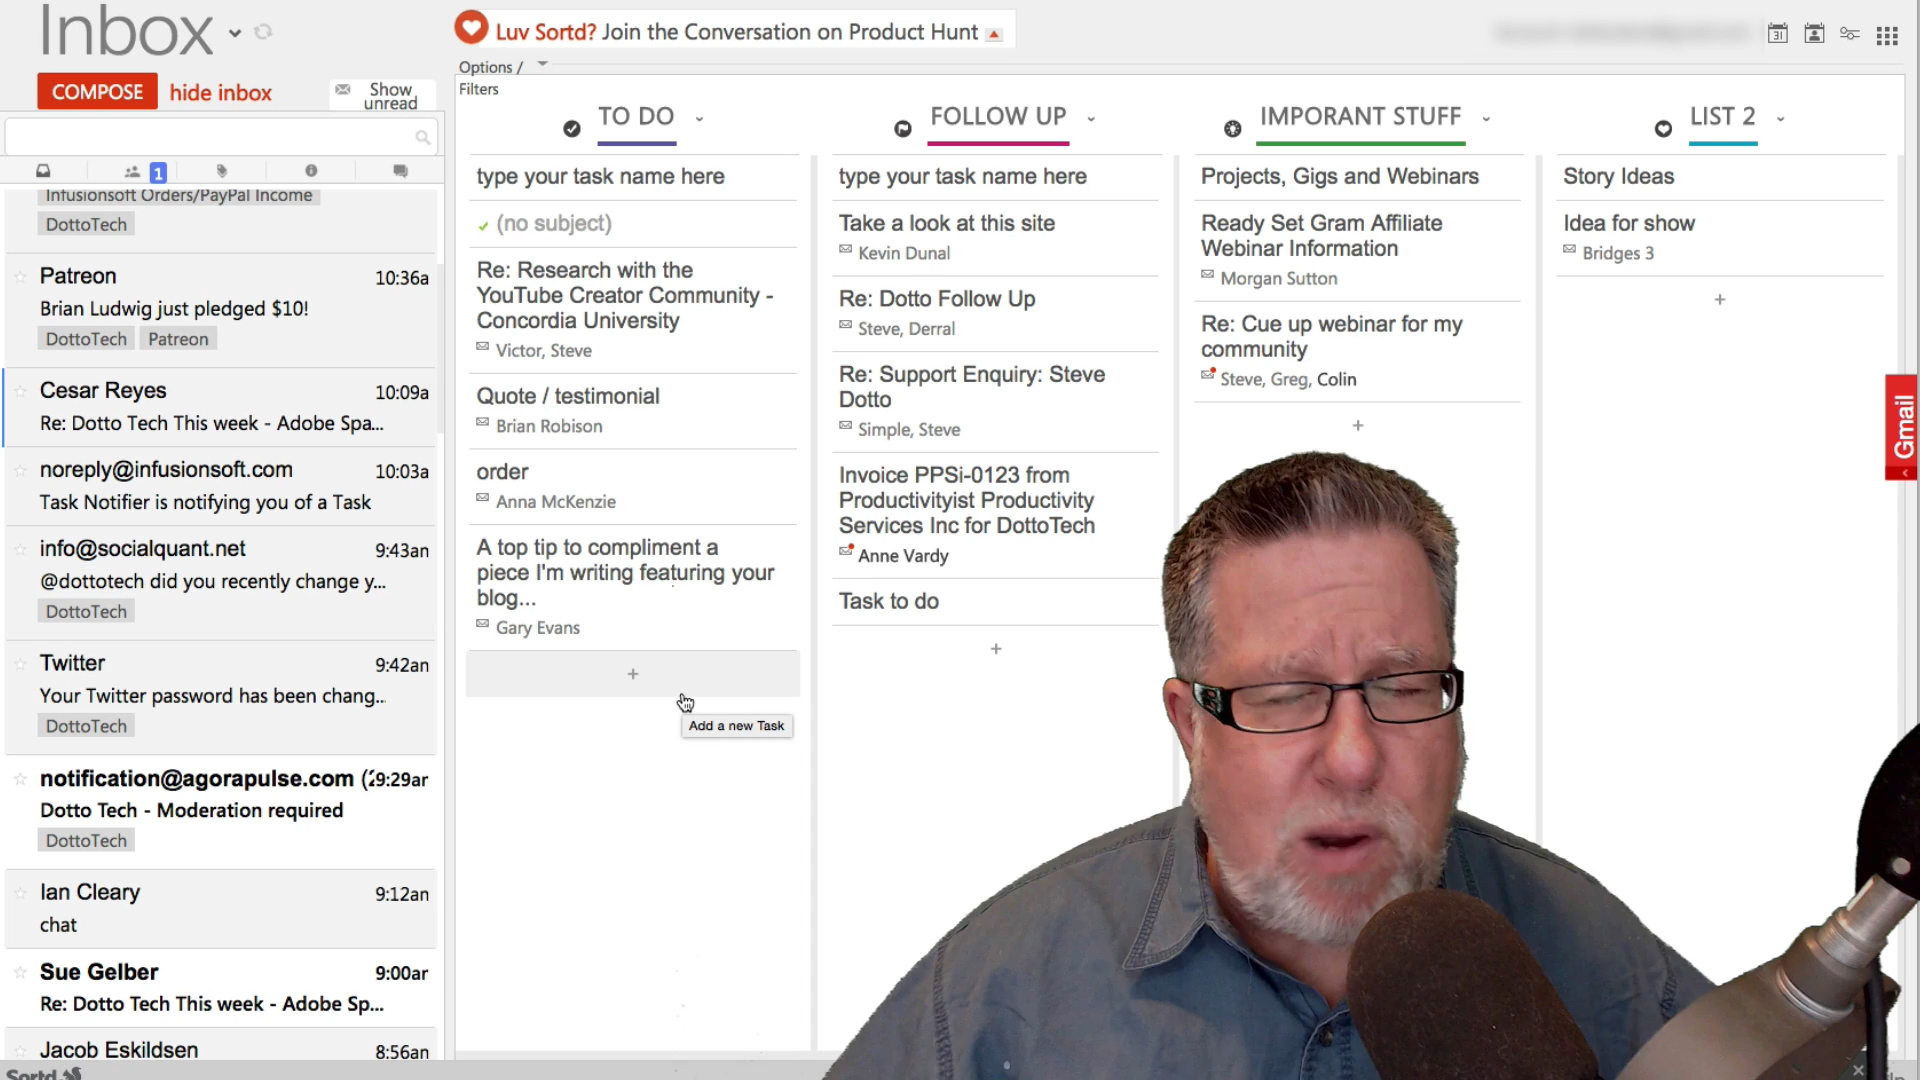 Inbox
COMPOSE
hide inbox
Show
unread
1
Infusionsoft Orders/PayPal Income
DottoTech
Patreon
10:36a
Brian Ludwig just pledged $10!
DottoTech
Patreon
Cesar Reyes
10:09a
Re: Dotto Tech This week - Adobe Spa...
noreply@infusionsoft.com
10:03a
Task Notifier is notifying you of a Task
info@socialquant.net
9:43an
@dottotech did you recently change y...
DottoTech
Twitter
9:42an
Your Twitter password has been chang...
DottoTech
notification@agorapulse.com (2
9:29ar
Dotto Tech - Moderation required
DottoTech
Ian Cleary
9:12an
chat
Sue Gelber
9:00ar
Re: Dotto Tech This week - Adobe Sp...
Jacob Eskildsen
8:56an
Sortd
Luv Sortd? Join the Conversation on Product Hunt
31
Options /
Filters
TO DO
type your task name here
(no subject)
Re: Research with the
YouTube Creator Community -
Concordia University
Victor, Steve
Quote / testimonial
Brian Robison
order
Anna McKenzie
A top tip to compliment a
piece I'm writing featuring your
blog...
Gary Evans
+
Add a new Task
FOLLOW UP
type your task name here
Take a look at this site
Kevin Dunal
Re: Dotto Follow Up
Steve, Derral
Re: Support Enquiry: Steve
Dotto
Simple, Steve
Invoice PPSi-0123 from
Productivityist Productivity
Services Inc for DottoTech
Anne Vardy
Task to do
+
IMPORANT STUFF
Projects, Gigs and Webinars
Ready Set Gram Affiliate
Webinar Information
Morgan Sutton
Re: Cue up webinar for my
community
Steve, Greg, Colin
+
LIST 2
Story Ideas
Idea for show
Bridges 3
+
Gmail